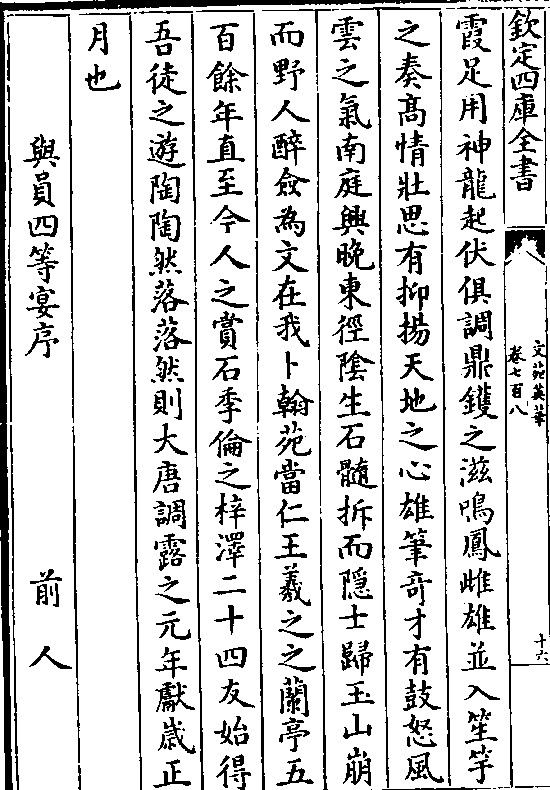 欽定四庫全書
文苑英華
卷七百八
十六
霞足用神龍起伏俱調鼎鑊之滋鳴鳳雌雄並入笙竽
之奏髙情壯思有抑揚天地之心雄筆竒才有鼓怒風
雲之氣南庭興晚東徑隂生石髓拆而隠士歸玉山崩
而野人醉僉為文在我卜翰苑當仁王羲之之蘭亭五
百餘年直至今人之賞石季倫之梓澤二十四友始得
吾徒之遊陶陶然落落然則大唐調露之元年獻嵗正
月也
與員四等宴序
前人